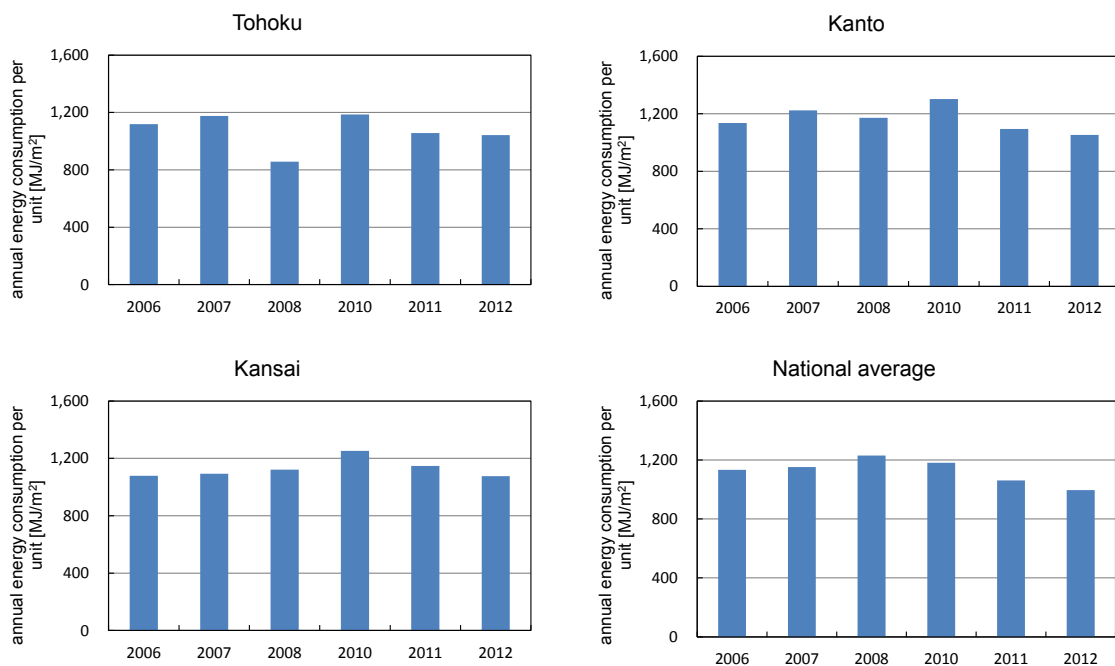 Tohoku
annual energy consumption per
unit [MJ/m²]
1,600
1,200
800
400
0
2006 2007 2008 2010 2011 2012
Kanto
annual energy consumption per
unit [MJ/m²]
1,600
1,200
800
400
0
2006 2007 2008 2010 2011 2012
Kansai
annual energy consumption per
unit [MJ/m²]
1,600
1,200
800
400
0
2006 2007 2008 2010 2011 2012
National average
annual energy consumption per
unit [MJ/m²]
1,600
1,200
800
400
0
2006 2007 2008 2010 2011 2012